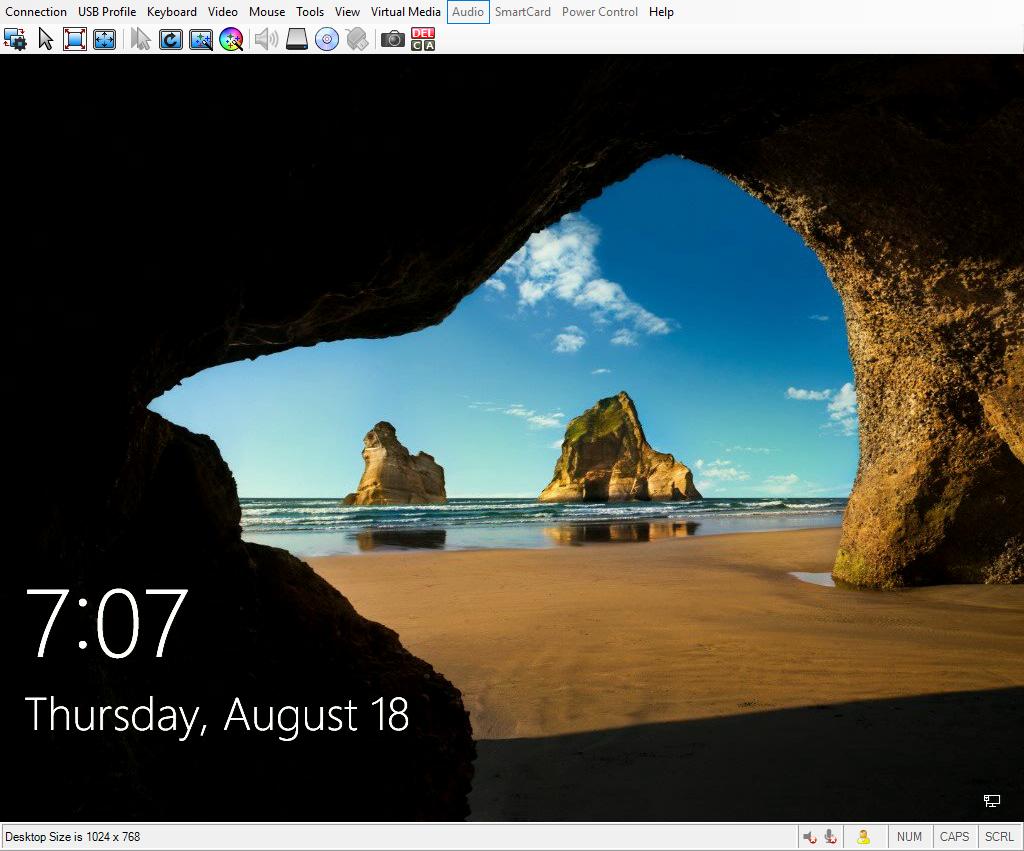 Connection USB Profile Keyboard Video Mouse Tools View Virtual Media Audio SmartCard Power Control Help
DEL
C A
7:07
Thursday, August 18
Desktop Size is 1024 x 768 NUM CAPS SCRL